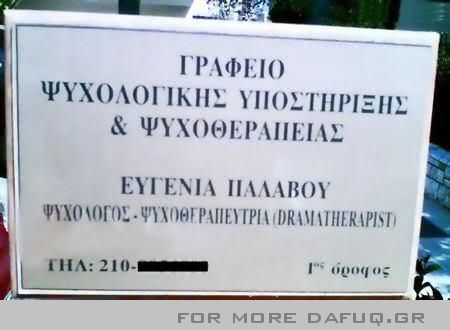 ΓΡΑΦΕΙΟ
ΨΥΧΟΛΟΓΙΚΗΣ ΥΠΟΣΤΗΡΙΞΗΣ
& ΨΥΧΟΘΕΡΑΠΕΙΑΣ
ΕΥΓΕΝΙΑ ΠΑΛΑΒΟΥ
ΨΥΧΟΛΟΓΟΣ - ΨΥΧΟΘΕΡΑΠΕΥΤΡΙΑ (DRAMATHERAPIST)
ΤΗΛ: 210- 1ος όροφος
FOR MORE DAFUQ.GR